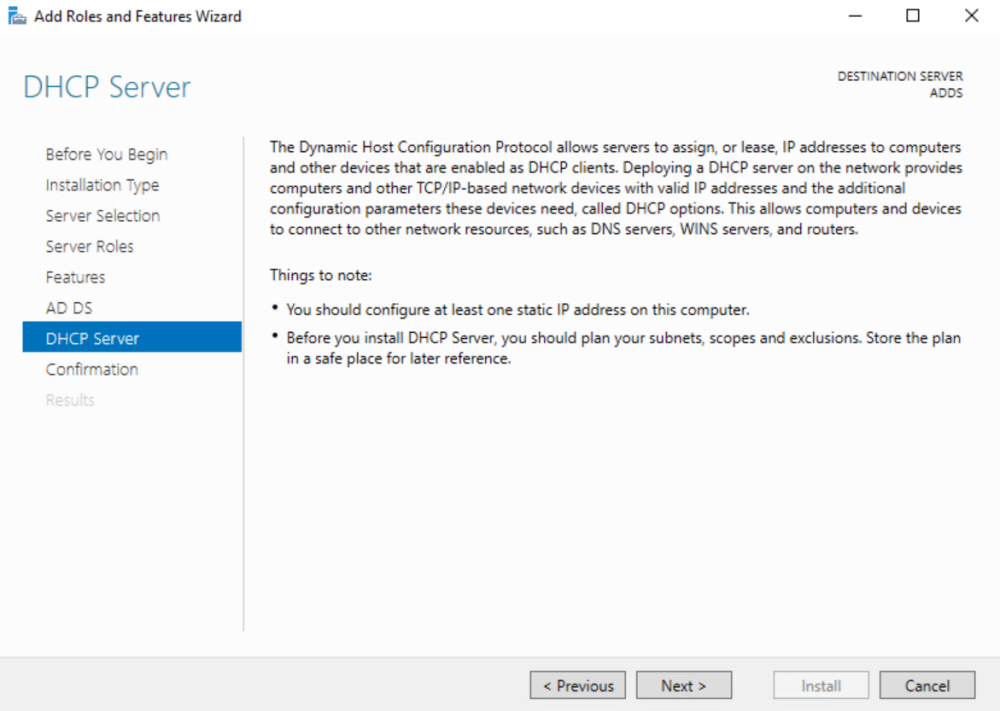 Add Roles and Features Wizard
DHCP Server
DESTINATION SERVER
ADDS
Before You Begin
Installation Type
Server Selection
Server Roles
Features
AD DS
DHCP Server
Confirmation
Results
The Dynamic Host Configuration Protocol allows servers to assign, or lease, IP addresses to computers
and other devices that are enabled as DHCP clients. Deploying a DHCP server on the network provides
computers and other TCP/IP-based network devices with valid IP addresses and the additional
configuration parameters these devices need, called DHCP options. This allows computers and devices
to connect to other network resources, such as DNS servers, WINS servers, and routers.
Things to note:
• You should configure at least one static IP address on this computer.
• Before you install DHCP Server, you should plan your subnets, scopes and exclusions. Store the plan
in a safe place for later reference.
< Previous
Next >
Install
Cancel